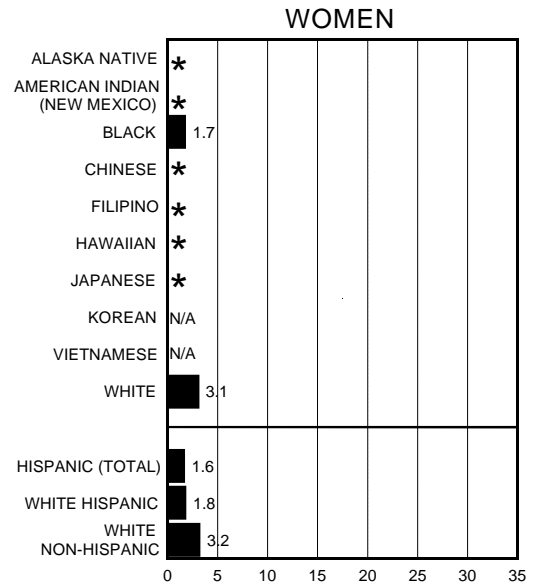 WOMEN
ALASKA NATIVE *
AMERICAN INDIAN
(NEW MEXICO) *
BLACK 1.7
CHINESE *
FILIPINO *
HAWAIIAN *
JAPANESE *
KOREAN N/A
VIETNAMESE N/A
WHITE 3.1
HISPANIC (TOTAL) 1.6
WHITE HISPANIC 1.8
WHITE
NON-HISPANIC 3.2
0 5 10 15 20 25 30 35